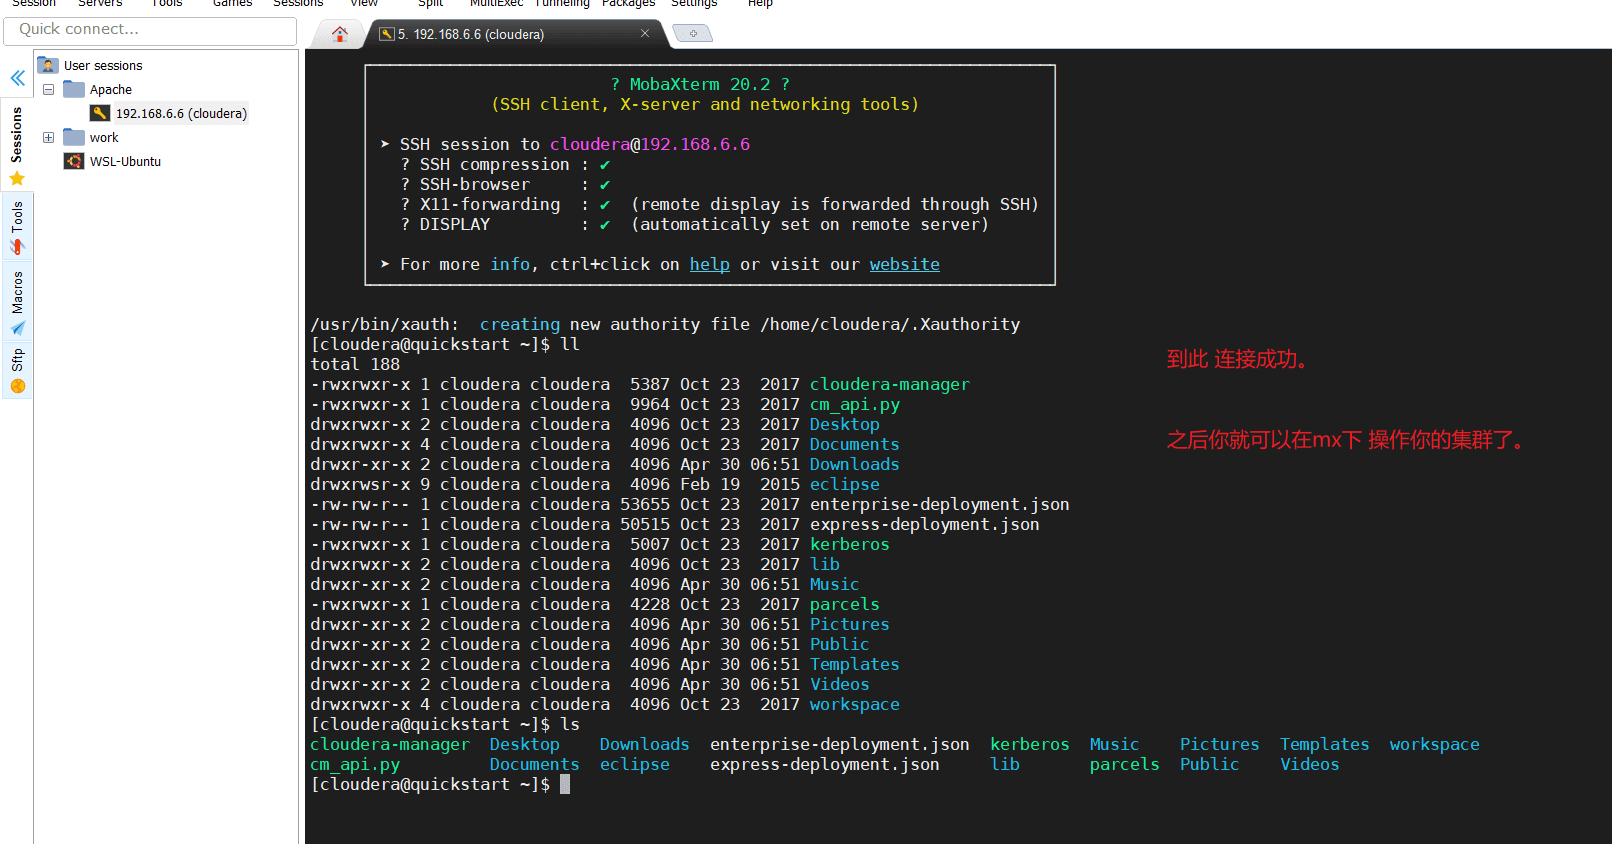 Session Servers Tools Games Sessions View Split MultiExec Tunneling Packages Settings Help
Quick connect...
5. 192.168.6.6 (cloudera)
User sessions
Apache
192.168.6.6 (cloudera)
work
WSL-Ubuntu
Sessions
Tools
Macros
Sftp
? MobaXterm 20.2 ?
(SSH client, X-server and networking tools)
➤ SSH session to cloudera@192.168.6.6
? SSH compression : ✔
? SSH-browser     : ✔
? X11-forwarding  : ✔  (remote display is forwarded through SSH)
? DISPLAY         : ✔  (automatically set on remote server)
➤ For more info, ctrl+click on help or visit our website
/usr/bin/xauth:  creating new authority file /home/cloudera/.Xauthority
[cloudera@quickstart ~]$ ll
total 188
-rwxrwxr-x 1 cloudera cloudera  5387 Oct 23  2017 cloudera-manager
-rwxrwxr-x 1 cloudera cloudera  9964 Oct 23  2017 cm_api.py
drwxrwxr-x 2 cloudera cloudera  4096 Oct 23  2017 Desktop
drwxrwxr-x 4 cloudera cloudera  4096 Oct 23  2017 Documents
drwxr-xr-x 2 cloudera cloudera  4096 Apr 30 06:51 Downloads
drwxrwsr-x 9 cloudera cloudera  4096 Feb 19  2015 eclipse
-rw-rw-r-- 1 cloudera cloudera 53655 Oct 23  2017 enterprise-deployment.json
-rw-rw-r-- 1 cloudera cloudera 50515 Oct 23  2017 express-deployment.json
-rwxrwxr-x 1 cloudera cloudera  5007 Oct 23  2017 kerberos
drwxrwxr-x 2 cloudera cloudera  4096 Oct 23  2017 lib
drwxr-xr-x 2 cloudera cloudera  4096 Apr 30 06:51 Music
-rwxrwxr-x 1 cloudera cloudera  4228 Oct 23  2017 parcels
drwxr-xr-x 2 cloudera cloudera  4096 Apr 30 06:51 Pictures
drwxr-xr-x 2 cloudera cloudera  4096 Apr 30 06:51 Public
drwxr-xr-x 2 cloudera cloudera  4096 Apr 30 06:51 Templates
drwxr-xr-x 2 cloudera cloudera  4096 Apr 30 06:51 Videos
drwxrwxr-x 4 cloudera cloudera  4096 Oct 23  2017 workspace
[cloudera@quickstart ~]$ ls
cloudera-manager  Desktop    Downloads  enterprise-deployment.json  kerberos  Music    Pictures  Templates  workspace
cm_api.py         Documents  eclipse    express-deployment.json     lib       parcels  Public    Videos
[cloudera@quickstart ~]$
到此 连接成功。
之后你就可以在mx下 操作你的集群了。